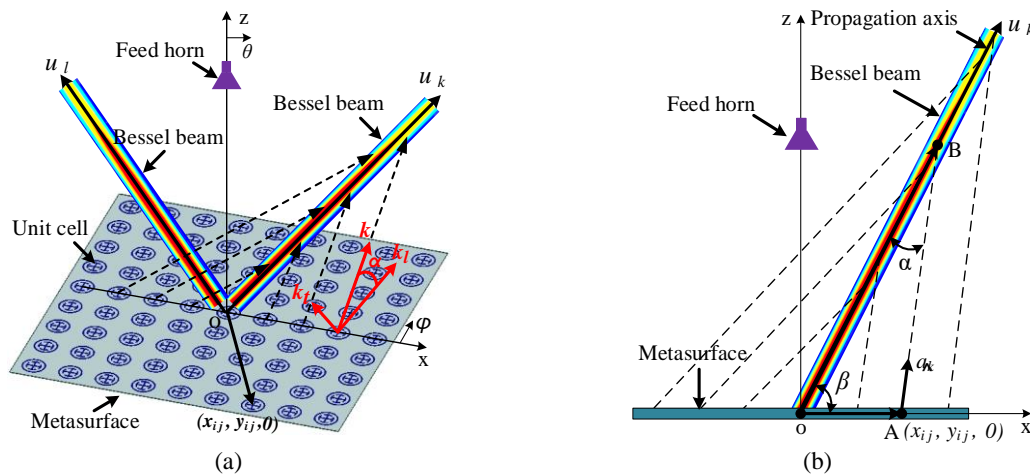 z
θ
Feed horn
u l
u k
Bessel beam
Bessel beam
Unit cell
k
α
k l
k t
O
φ
x
Metasurface
(x ij, y ij,0)
(a)
Propagation axis
z
u
Bessel beam
Feed horn
B
α
Metasurface
β
o
A
(x ij, y ij, 0)
x
(b)